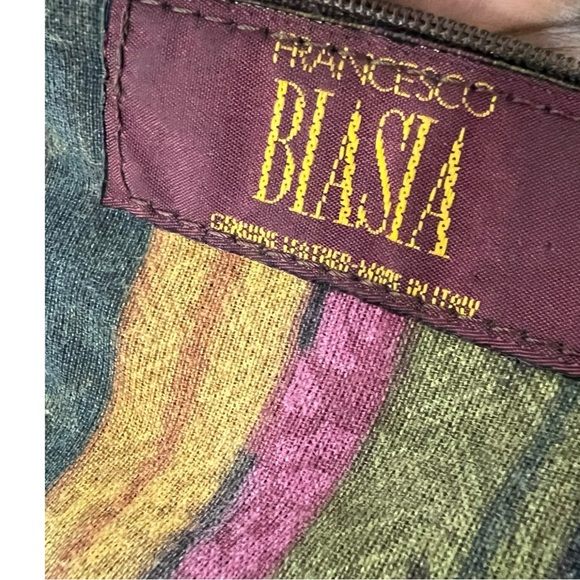 FRANCESCO
BIASIA
GENUINE LEATHER-MADE IN ITALY